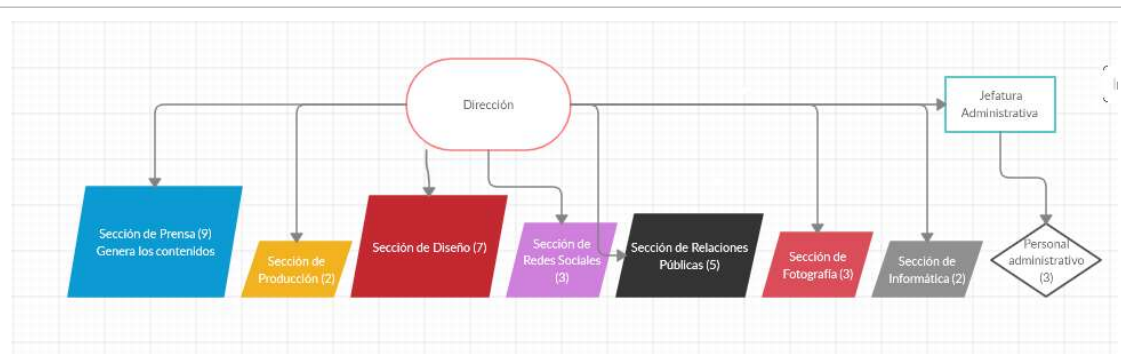 Dirección
Jefatura
Administrativa
Sección de Prensa (9)
Genera los contenidos
Sección de
Producción (2)
Sección de Diseño (7)
Sección de
Redes Sociales
(3)
Sección de Relaciones
Públicas (5)
Sección de
Fotografía (3)
Sección de
Informática (2)
Personal
administrativo
(3)